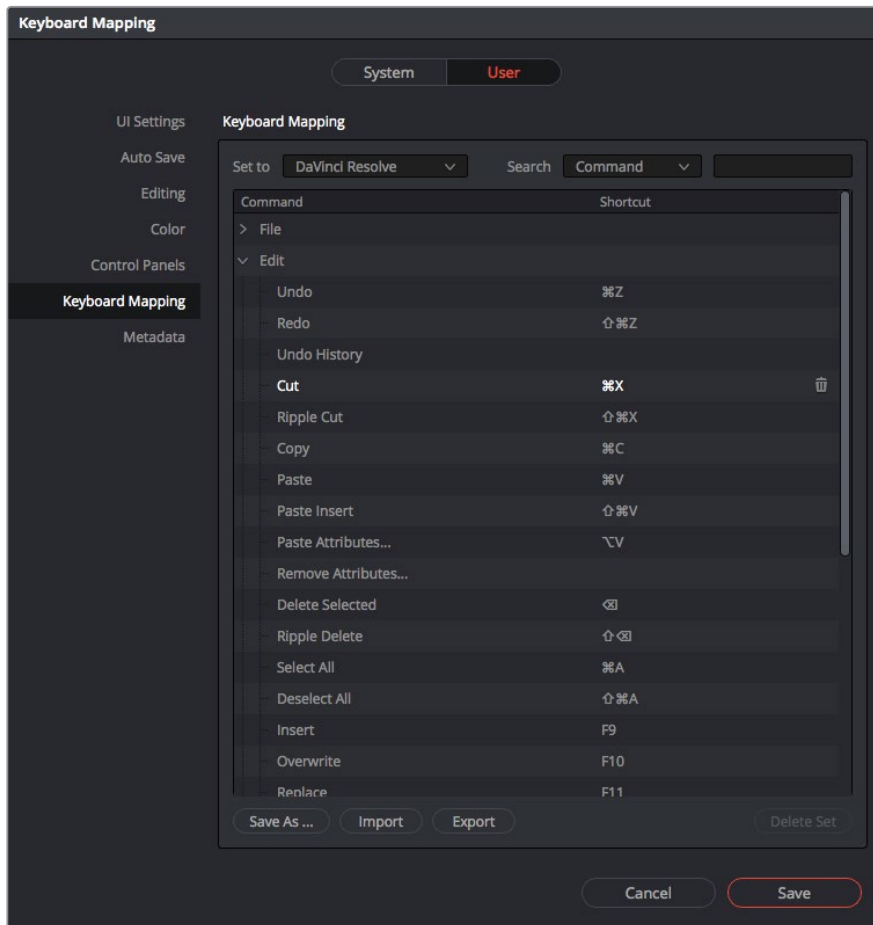 Keyboard Mapping
System User
UI Settings
Auto Save
Editing
Color
Control Panels
Keyboard Mapping
Metadata
Keyboard Mapping
Set to DaVinci Resolve Search Command
Command Shortcut
> File
Edit
Undo ⌘Z
Redo ⇧⌘Z
Undo History
Cut ⌘X
Ripple Cut ⇧⌘X
Copy ⌘C
Paste ⌘V
Paste Insert ⇧⌘V
Paste Attributes... ⌥V
Remove Attributes...
Delete Selected ⌫
Ripple Delete ⇧⌫
Select All ⌘A
Deselect All ⇧⌘A
Insert F9
Overwrite F10
Replace F11
Save As ... Import Export Delete Set
Cancel Save